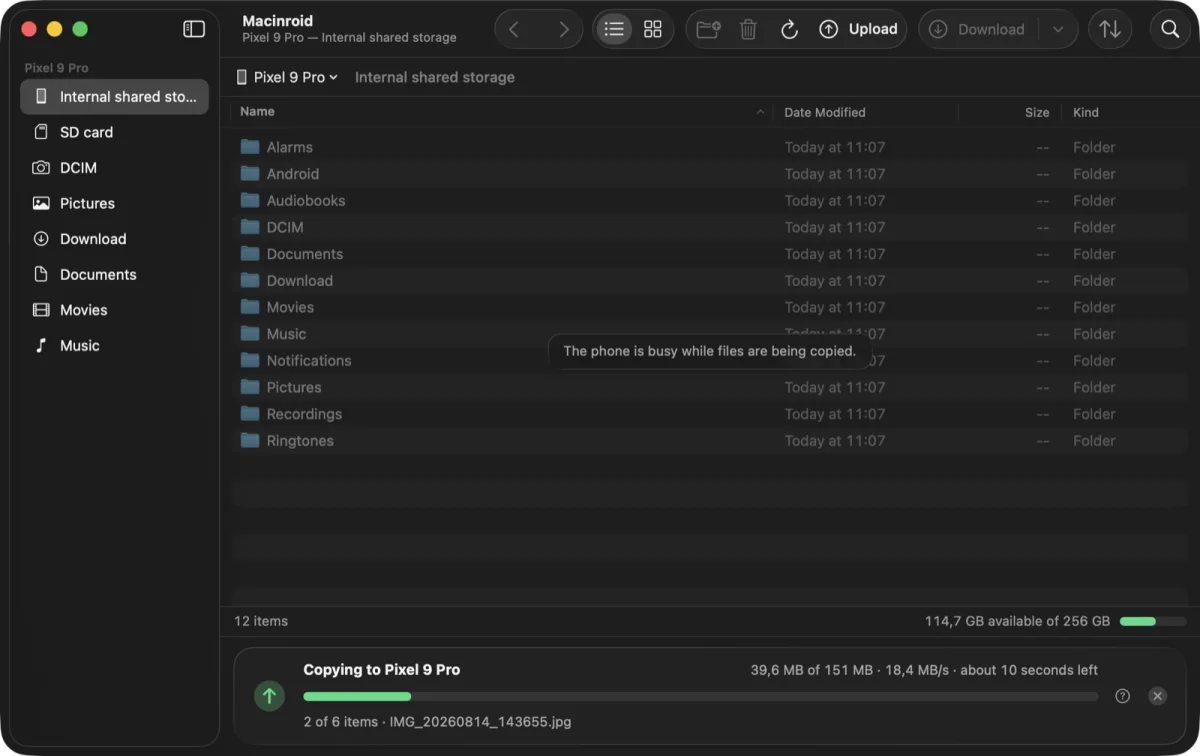 Macinroid
Pixel 9 Pro — Internal shared storage
Upload
Download
Pixel 9 Pro
Internal shared sto...
SD card
DCIM
Pictures
Download
Documents
Movies
Music
Pixel 9 Pro Internal shared storage
Name Date Modified Size Kind
Alarms Today at 11:07 -- Folder
Android Today at 11:07 -- Folder
Audiobooks Today at 11:07 -- Folder
DCIM Today at 11:07 -- Folder
Documents Today at 11:07 -- Folder
Download Today at 11:07 -- Folder
Movies Today at 11:07 -- Folder
Music Today at 11:07 -- Folder
Notifications :07 -- Folder
The phone is busy while files are being copied.
Pictures Today at 11:07 -- Folder
Recordings Today at 11:07 -- Folder
Ringtones Today at 11:07 -- Folder
12 items 114,7 GB available of 256 GB
Copying to Pixel 9 Pro 39,6 MB of 151 MB · 18,4 MB/s · about 10 seconds left
2 of 6 items · IMG_20260814_143655.jpg